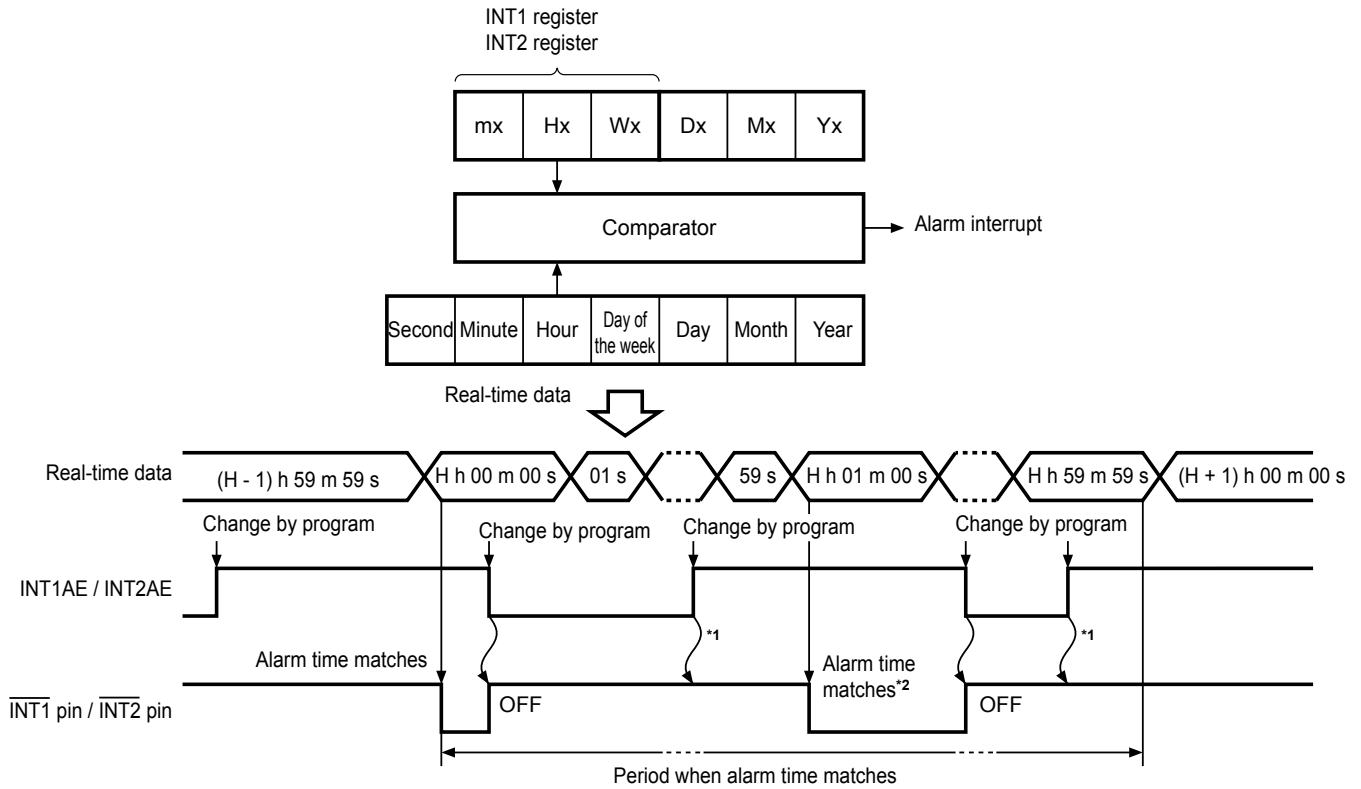 INT1 register
INT2 register
mx Hx Wx Dx Mx Yx
Comparator
Alarm interrupt
Second Minute Hour Day of the week Day Month Year
Real-time data
Real-time data
(H - 1) h 59 m 59 s
H h 00 m 00 s
01 s
59 s
H h 01 m 00 s
H h 59 m 59 s
(H + 1) h 00 m 00 s
Change by program
Change by program
Change by program
Change by program
INT1AE / INT2AE
*1
*1
Alarm time matches
Alarm time
matches*2
INT1 pin / INT2 pin
OFF
OFF
Period when alarm time matches